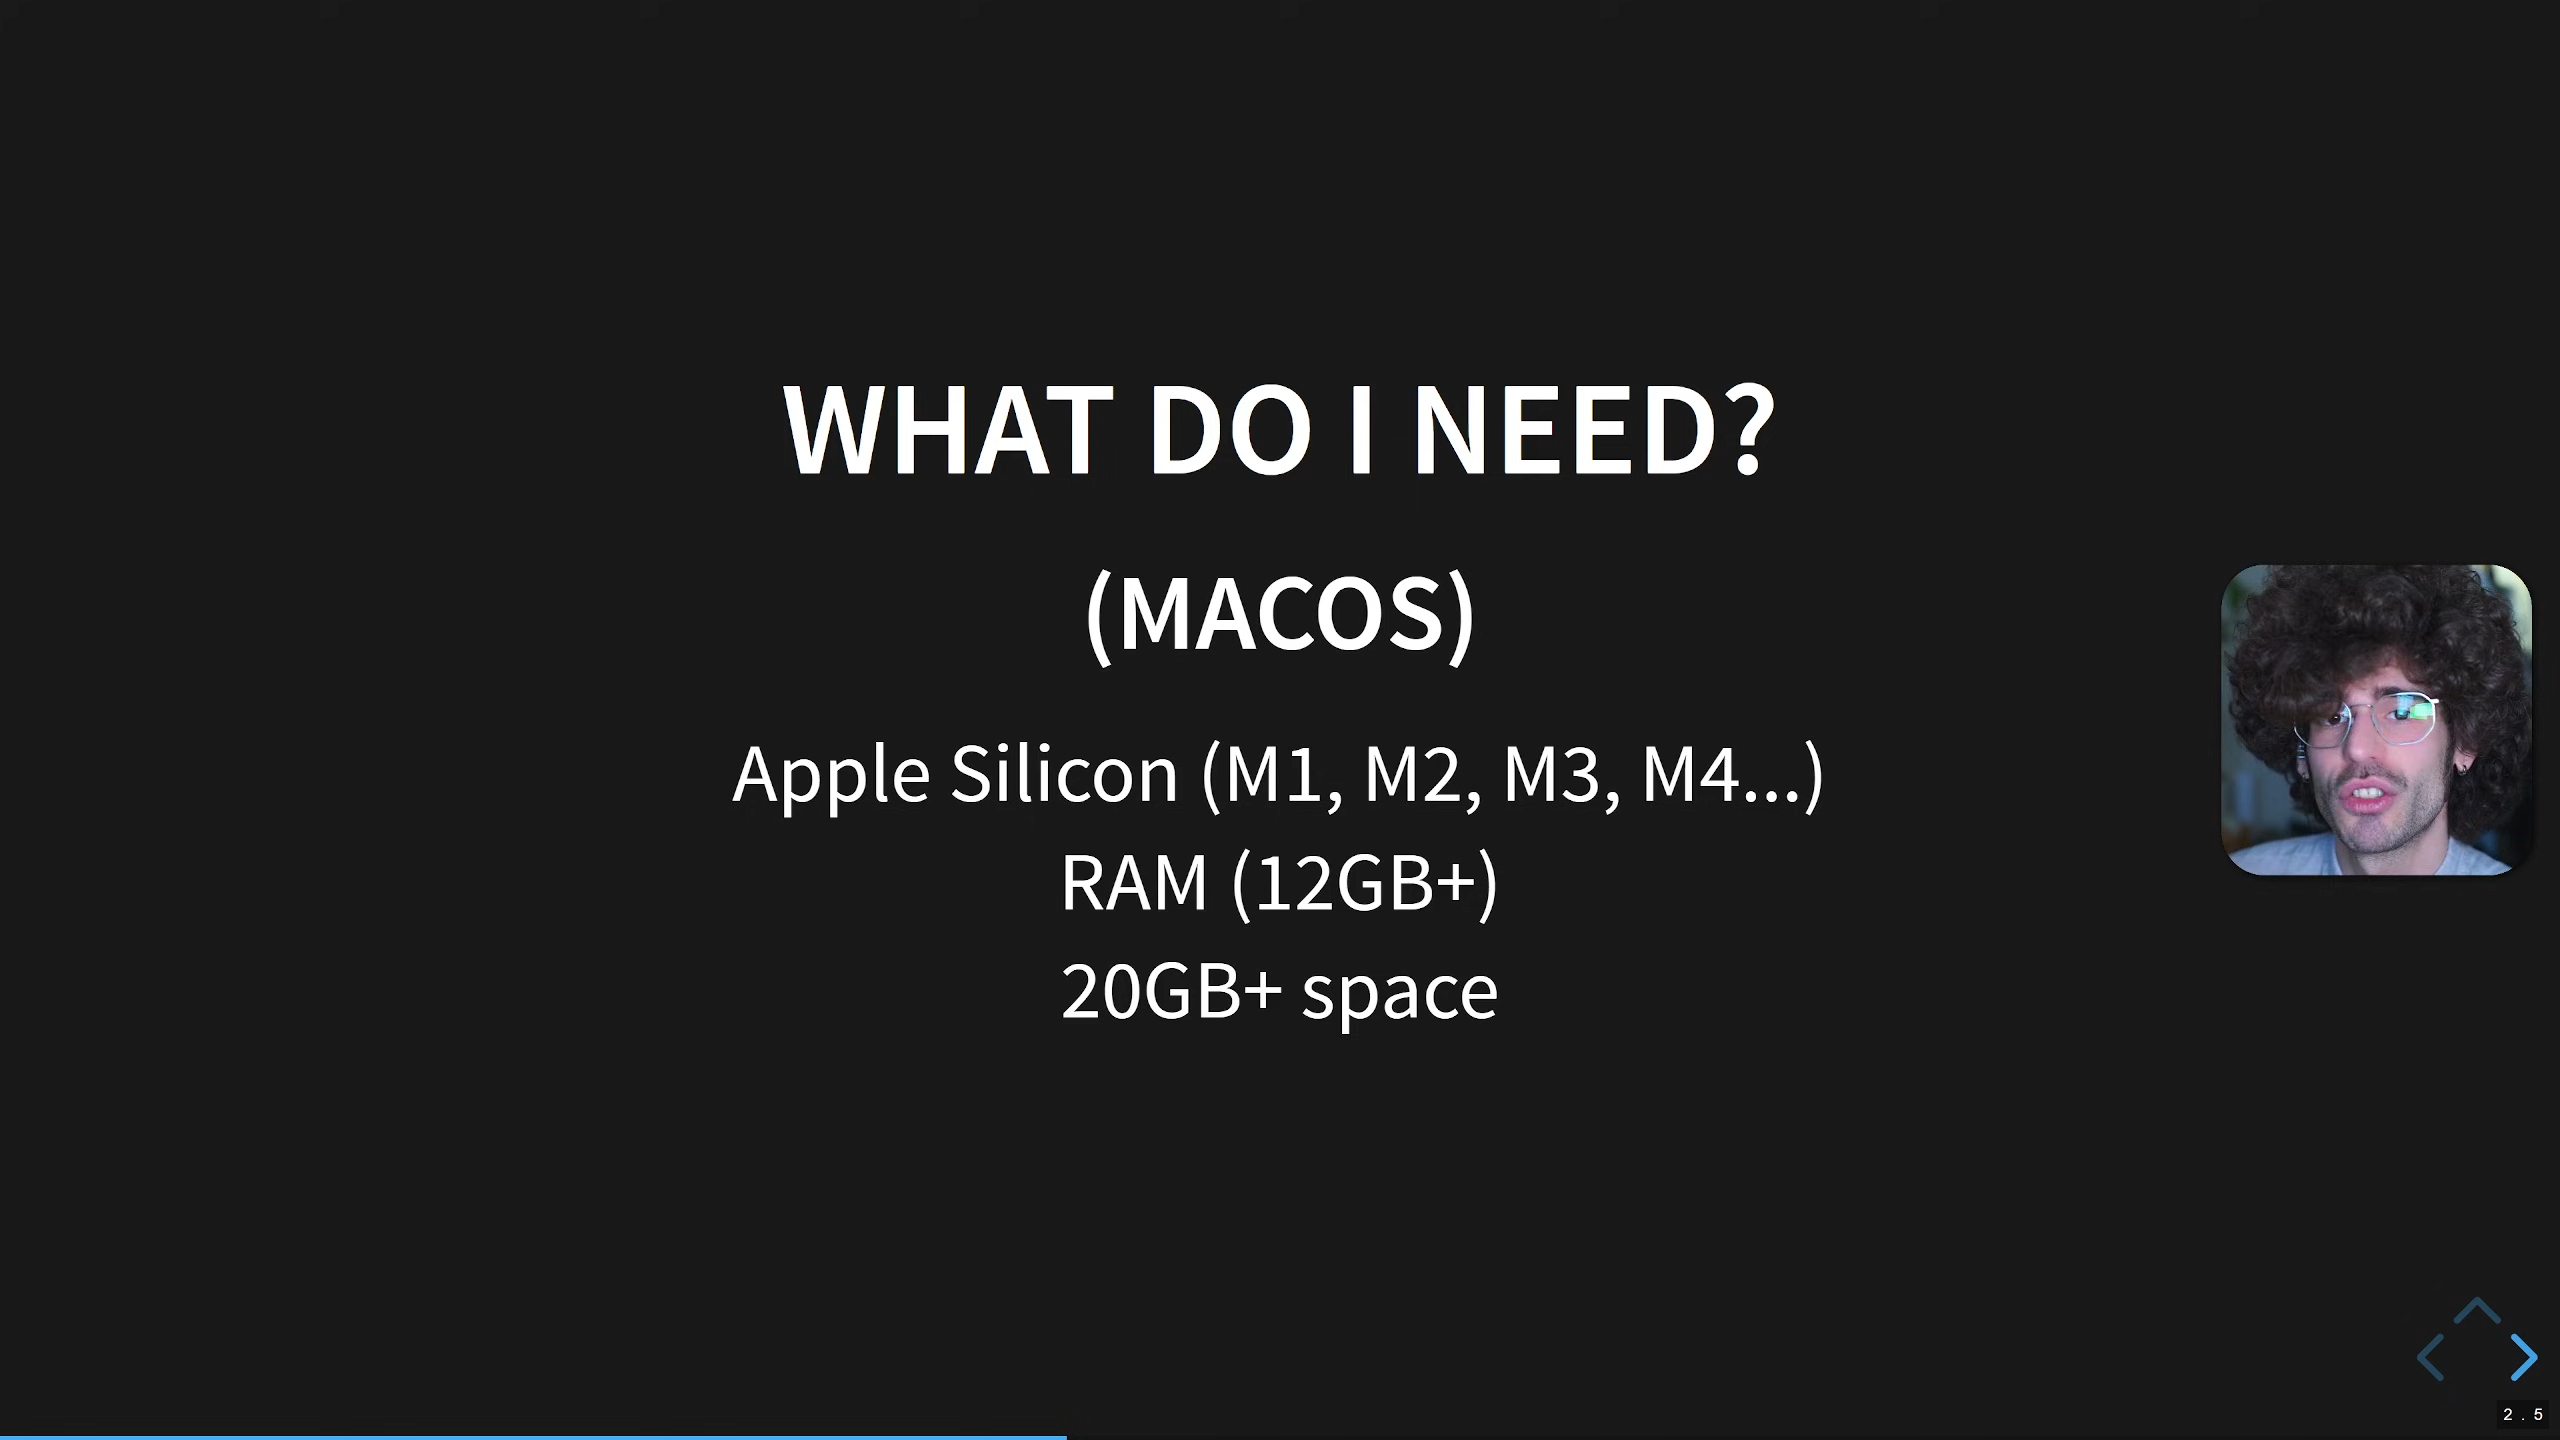 WHAT DO I NEED?
(MACOS)
Apple Silicon (M1, M2, M3, M4...)
RAM (12GB+)
20GB+ space
2 . 5